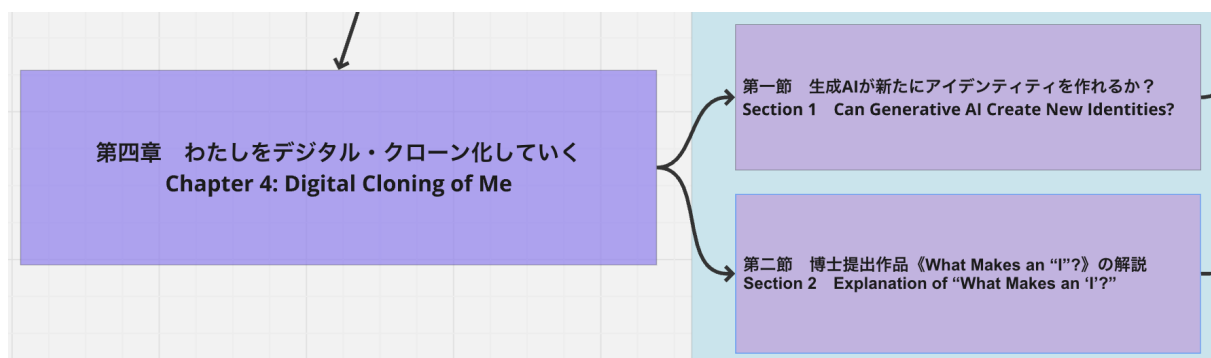 第四章　わたしをデジタル・クローン化していく
Chapter 4: Digital Cloning of Me
第一節　生成AIが新たにアイデンティティを作れるか？
Section 1　Can Generative AI Create New Identities?
第二節　博士提出作品《What Makes an “I”?》の解説
Section 2　Explanation of “What Makes an ‘I’?”